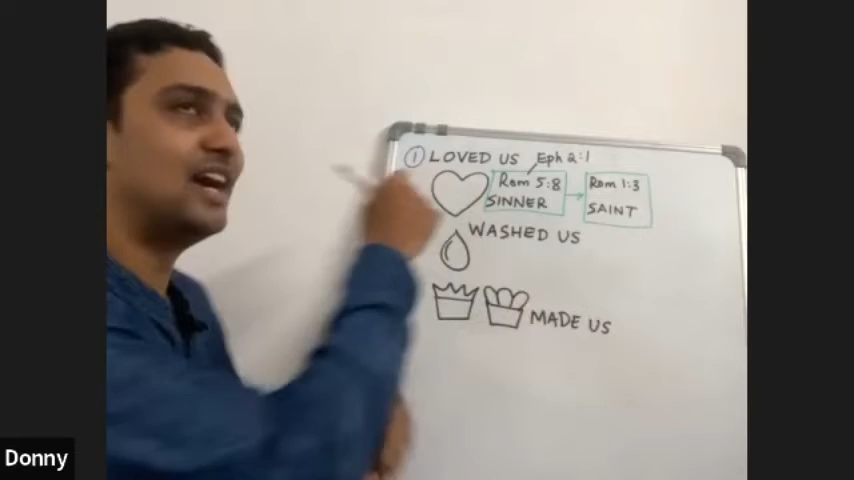 ① LOVED US Eph 2:1
Rom 5:8 Rom 1:3
SINNER → SAINT
WASHED US
MADE US
Donny